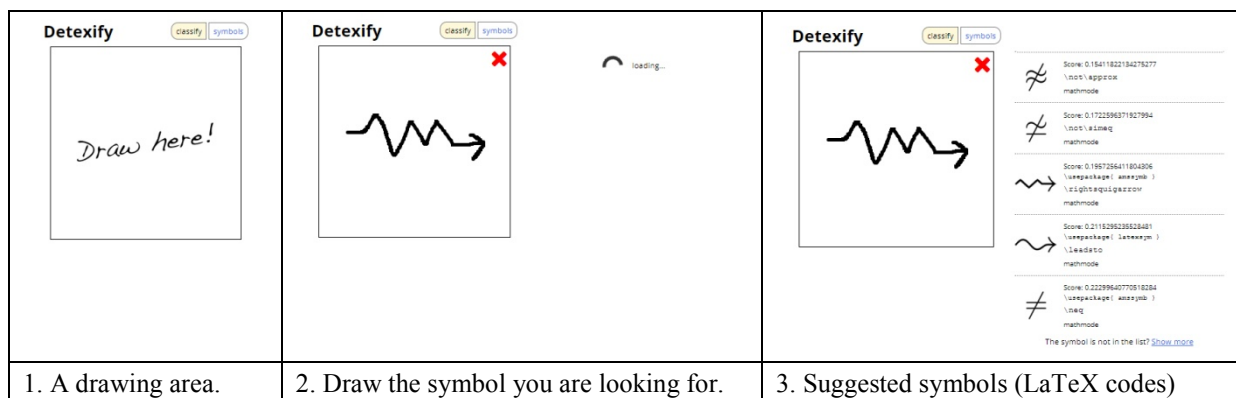 Detexify
classify symbols
Draw here!
1. A drawing area.
Detexify
classify symbols
loading...
2. Draw the symbol you are looking for.
Detexify
classify symbols
Score: 0.15411822134275277
\not\approx
mathmode
Score: 0.1722596371927994
\not\simeq
mathmode
Score: 0.1957256411804306
\usepackage{ amssymb }
\rightsquigarrow
mathmode
Score: 0.2115295235528481
\usepackage{ latexsym }
\leadsto
mathmode
Score: 0.22299640770518284
\usepackage{ amssymb }
\neq
mathmode
The symbol is not in the list? Show more
3. Suggested symbols (LaTeX codes)